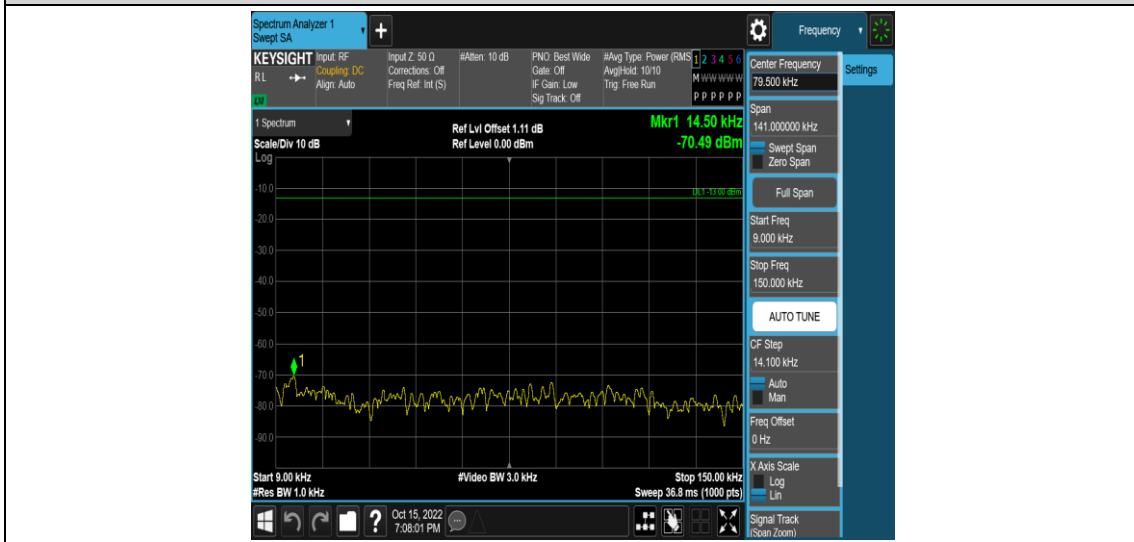 Spectrum Analyzer 1
Swept SA
+
Frequency
KEYSIGHT
RL
LXI
Input: RF
Coupling: DC
Align: Auto
Input Z: 50 Ω
Corrections: Off
Freq Ref: Int (S)
#Atten: 10 dB
PNO: Best Wide
Gate: Off
IF Gain: Low
Sig Track: Off
#Avg Type: Power (RMS
Avg|Hold: 10/10
Trig: Free Run
1 2 3 4 5 6
M W W W W W
P P P P P P
Center Frequency
79.500 kHz
Settings
Span
141.000000 kHz
Swept Span
Zero Span
Full Span
Start Freq
9.000 kHz
Stop Freq
150.000 kHz
AUTO TUNE
CF Step
14.100 kHz
Auto
Man
Freq Offset
0 Hz
X Axis Scale
Log
Lin
Signal Track
(Span Zoom)
1 Spectrum
Scale/Div 10 dB
Log
Ref Lvl Offset 1.11 dB
Ref Level 0.00 dBm
Mkr1 14.50 kHz
-70.49 dBm
DL1 -13.00 dBm
-10.0
-20.0
-30.0
-40.0
-50.0
-60.0
1
-70.0
-80.0
-90.0
Start 9.00 kHz
#Res BW 1.0 kHz
#Video BW 3.0 kHz
Stop 150.00 kHz
Sweep 36.8 ms (1000 pts)
?
Oct 15, 2022
7:08:01 PM